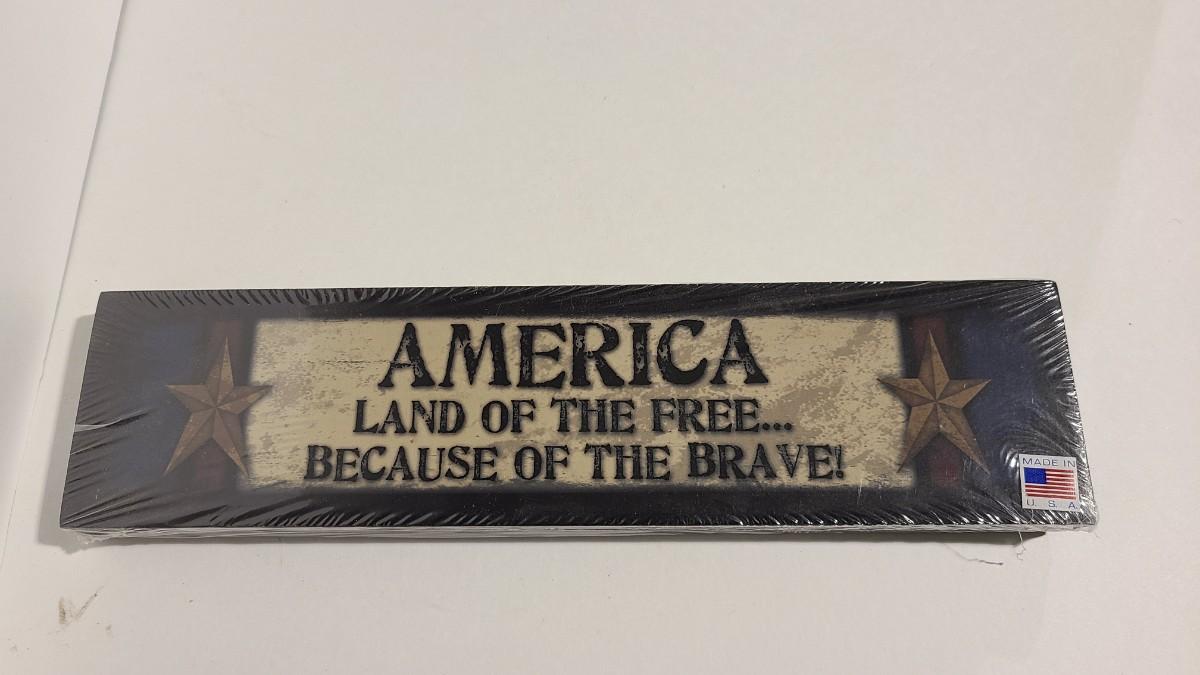 AMERICA
LAND OF THE FREE...
BECAUSE OF THE BRAVE!
MADE IN
U. S. A.